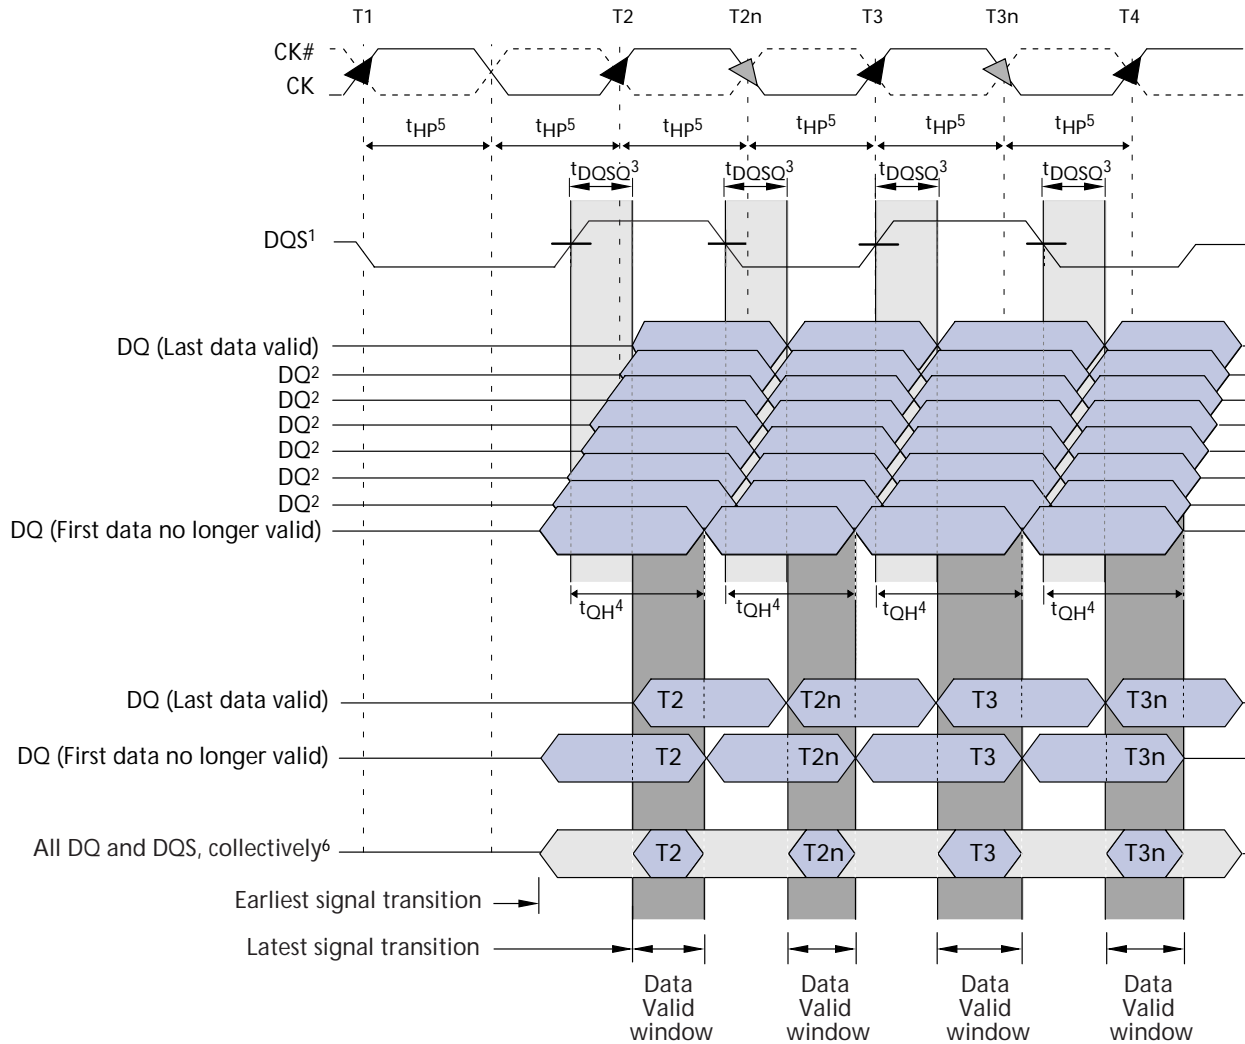 T1 T2 T2n T3 T3n T4
CK#
CK
tHP5 tHP5 tHP5 tHP5 tHP5 tHP5
tDQSQ3 tDQSQ3 tDQSQ3 tDQSQ3
DQS1
DQ (Last data valid)
DQ2
DQ2
DQ2
DQ2
DQ2
DQ2
DQ (First data no longer valid)
tQH4 tQH4 tQH4 tQH4
DQ (Last data valid) T2 T2n T3 T3n
DQ (First data no longer valid) T2 T2n T3 T3n
All DQ and DQS, collectively6 T2 T2n T3 T3n
Earliest signal transition
Latest signal transition
Data Data Data Data
Valid Valid Valid Valid
window window window window